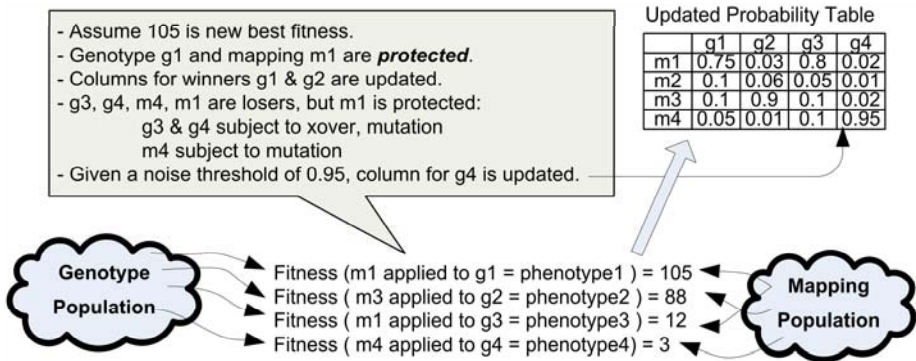 - Assume 105 is new best fitness.
- Genotype g1 and mapping m1 are protected.
- Columns for winners g1 & g2 are updated.
- g3, g4, m4, m1 are losers, but m1 is protected:
g3 & g4 subject to xover, mutation
m4 subject to mutation
- Given a noise threshold of 0.95, column for g4 is updated.
Updated Probability Table
g1 g2 g3 g4
m1 0.75 0.03 0.8 0.02
m2 0.1 0.06 0.05 0.01
m3 0.1 0.9 0.1 0.02
m4 0.05 0.01 0.1 0.95
Genotype
Population
Fitness (m1 applied to g1 = phenotype1 ) = 105
Fitness ( m3 applied to g2 = phenotype2 ) = 88
Fitness ( m1 applied to g3 = phenotype3 ) = 12
Fitness ( m4 applied to g4 = phenotype4) = 3
Mapping
Population